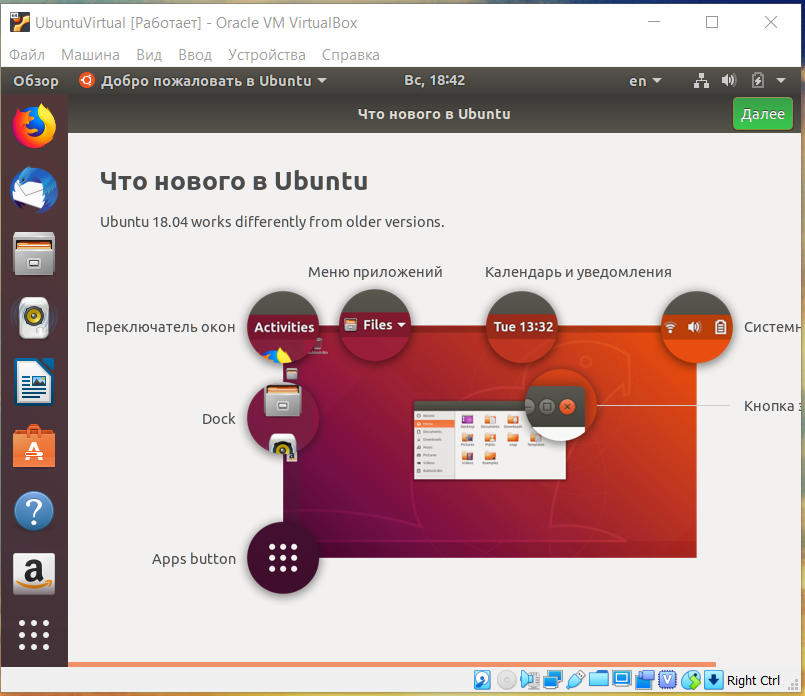 UbuntuVirtual [Работает] - Oracle VM VirtualBox
Файл Машина Вид Ввод Устройства Справка
Обзор Добро пожаловать в Ubuntu Вс, 18:42 en
Что нового в Ubuntu Далее
Что нового в Ubuntu
Ubuntu 18.04 works differently from older versions.
Меню приложений Календарь и уведомления
Переключатель окон Activities Files Tue 13:32 Системн
Кнопка з
Dock
Apps button
Right Ctrl